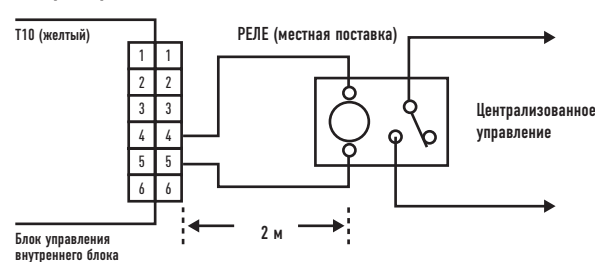 T10 (желтый)
РЕЛЕ (местная поставка)
1 1
2 2
3 3
4 4
5 5
6 6
Централизованное
управление
2 м
Блок управления
внутреннего блока